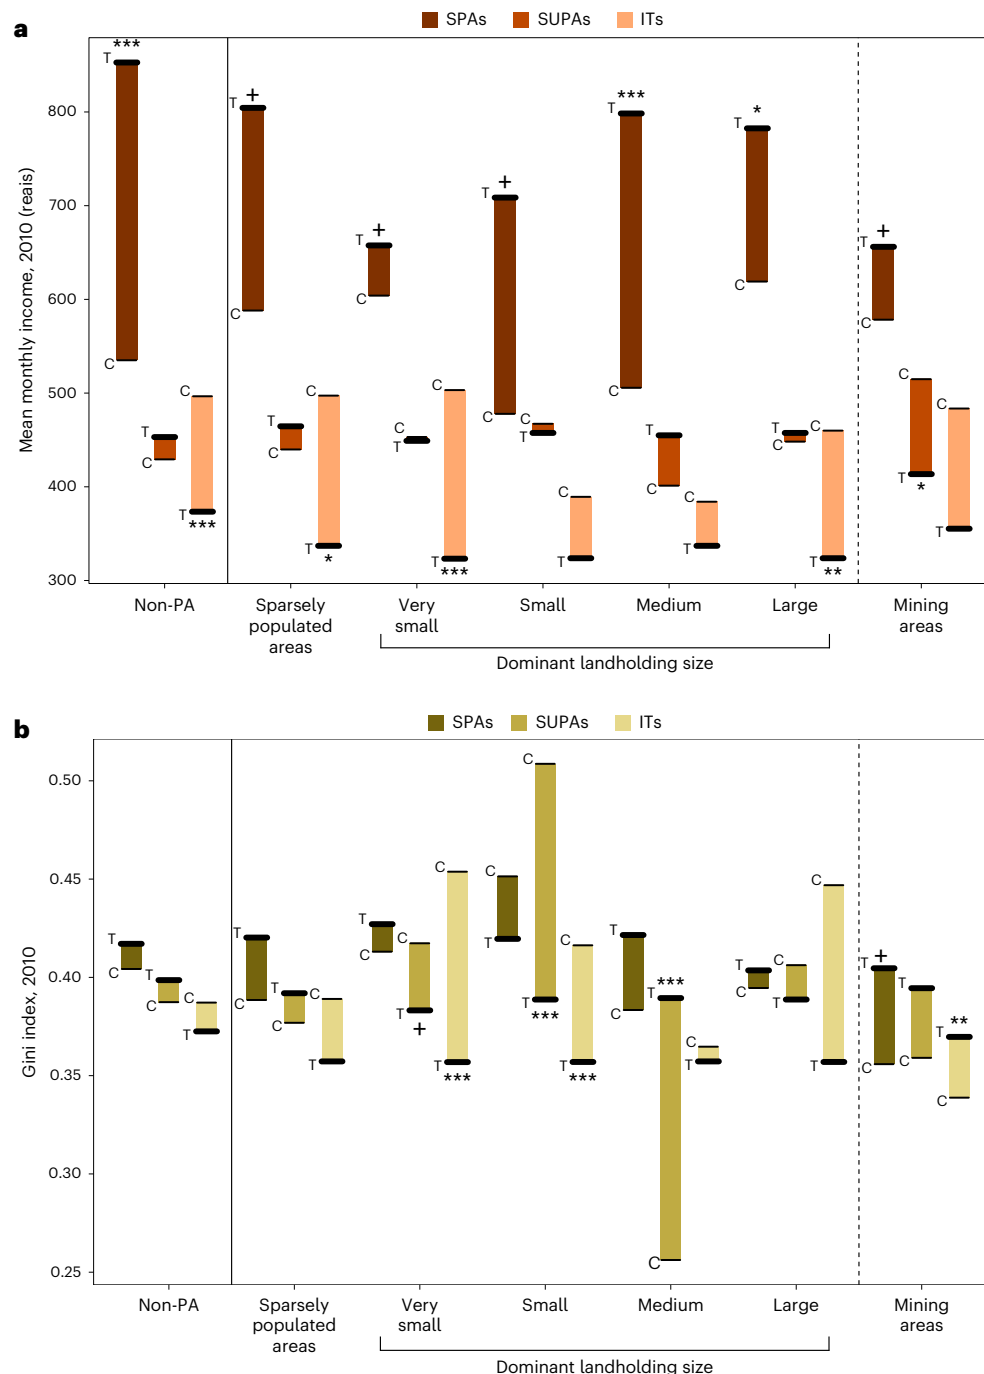 a
SPAs SUPAs ITs
Mean monthly income, 2010 (reais)
800
700
600
500
400
300
T *** C
T C
C T ***
T + C
T C
C T *
T + C
C T
C T ***
T + C
C T
C T
T *** C
T C
C T
T * C
T C
C T **
T + C
C T *
C T
Non-PA Sparsely populated areas Very small Small Medium Large Mining areas
Dominant landholding size
b
SPAs SUPAs ITs
Gini index, 2010
0.50
0.45
0.40
0.35
0.30
0.25
T C
T C
C T
T C
T C
C T
T C
C T +
C T ***
C T
C T ***
C T ***
T C
T *** C
C T
T C
C T
C T
T + C
T C
T ** C
Non-PA Sparsely populated areas Very small Small Medium Large Mining areas
Dominant landholding size